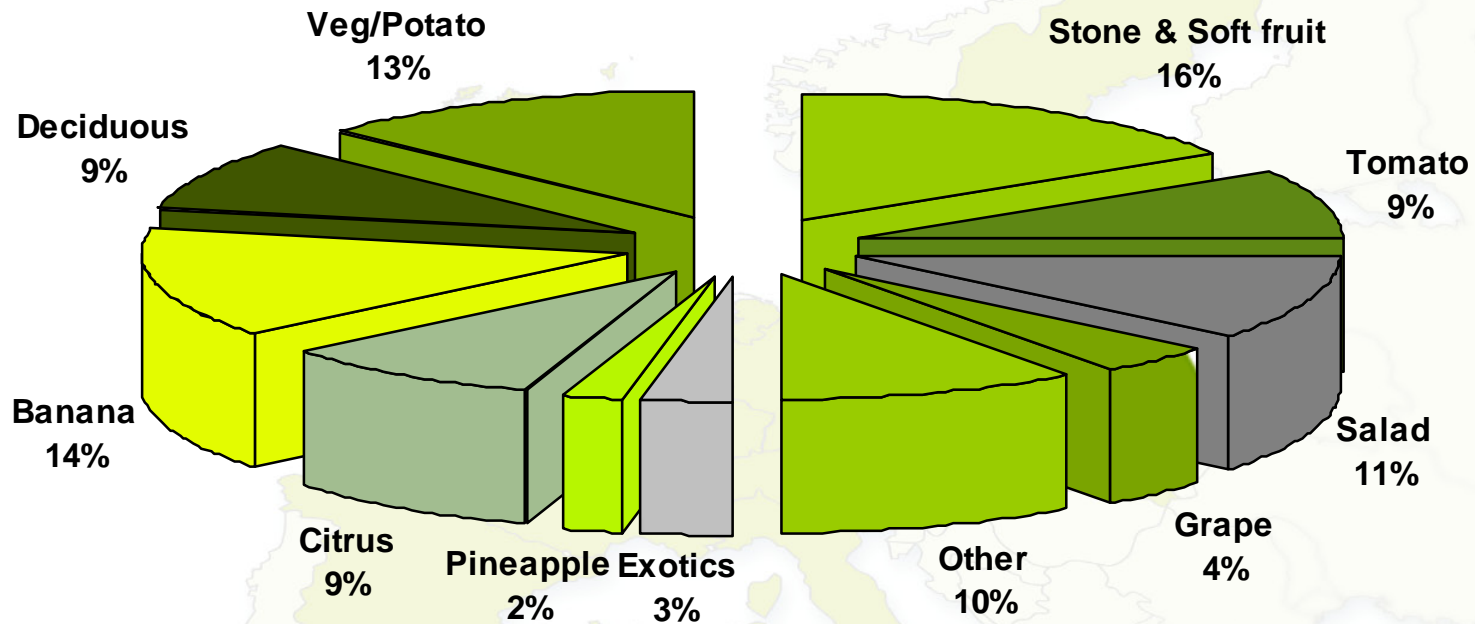 Veg/Potato
13%
Stone & Soft fruit
16%
Deciduous
9%
Tomato
9%
Banana
14%
Salad
11%
Citrus
9%
Pineapple
2%
Exotics
3%
Other
10%
Grape
4%